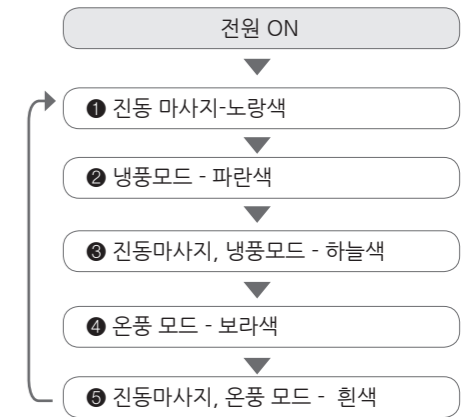 전원 ON
❶ 진동 마사지-노랑색
❷ 냉풍모드 - 파란색
❸ 진동마사지, 냉풍모드 - 하늘색
❹ 온풍 모드 - 보라색
❺ 진동마사지, 온풍 모드 - 흰색